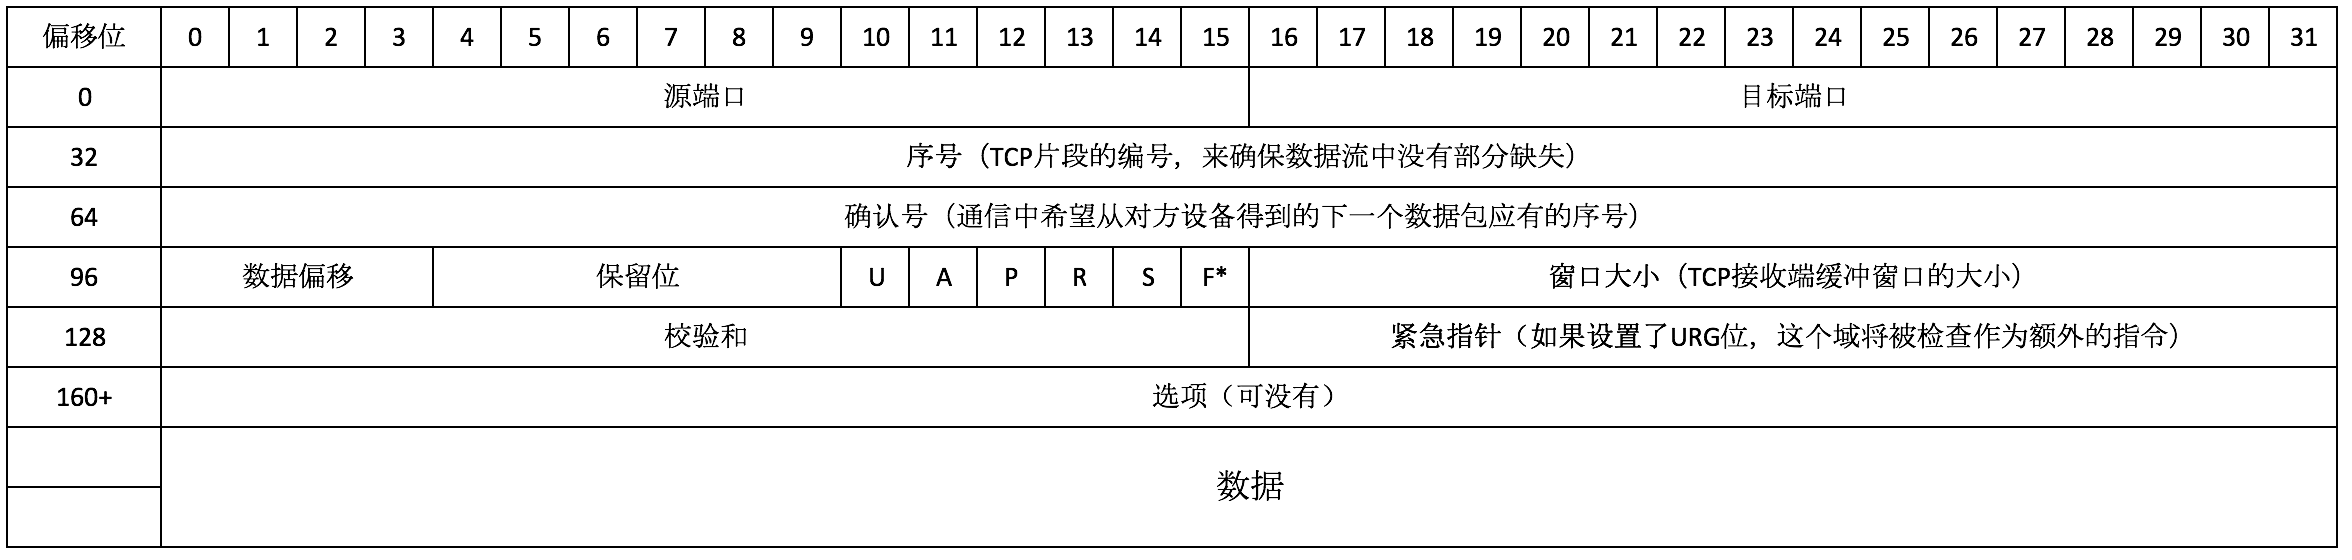 偏移位 0 1 2 3 4 5 6 7 8 9 10 11 12 13 14 15 16 17 18 19 20 21 22 23 24 25 26 27 28 29 30 31
0 源端口 目标端口
32 序号（TCP片段的编号，来确保数据流中没有部分缺失）
64 确认号（通信中希望从对方设备得到的下一个数据包应有的序号）
96 数据偏移 保留位 U A P R S F* 窗口大小（TCP接收端缓冲窗口的大小）
128 校验和 紧急指针（如果设置了URG位，这个域将被检查作为额外的指令）
160+ 选项（可没有）
数据